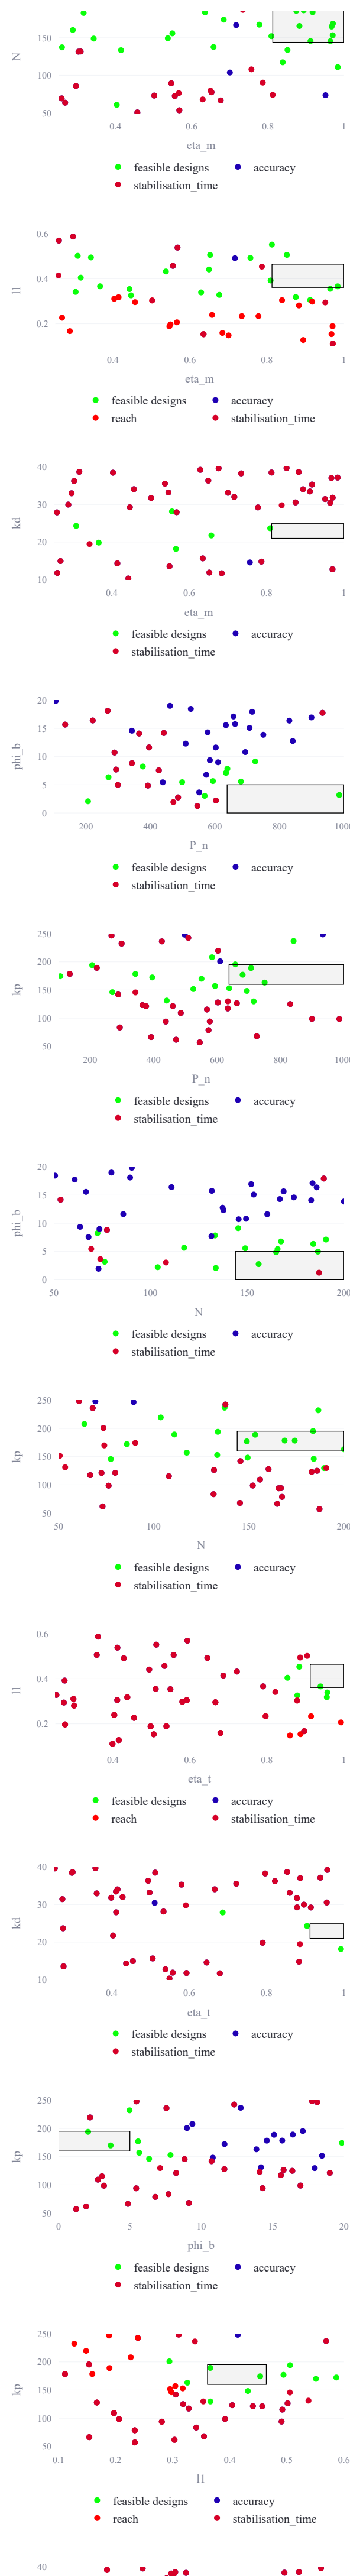 150
N
100
50
0.4 0.6 0.8 1
eta_m
feasible designs accuracy
stabilisation_time
0.6
l1
0.4
0.2
0.4 0.6 0.8 1
eta_m
feasible designs accuracy
reach stabilisation_time
40
kd
30
20
10
0.4 0.6 0.8 1
eta_m
feasible designs accuracy
stabilisation_time
20
phi_b
15
10
5
0
200 400 600 800 1000
P_n
feasible designs accuracy
stabilisation_time
250
kp
200
150
100
50
200 400 600 800 1000
P_n
feasible designs accuracy
stabilisation_time
20
phi_b
15
10
5
0
50 100 150 200
N
feasible designs accuracy
stabilisation_time
250
kp
200
150
100
50
50 100 150 200
N
feasible designs accuracy
stabilisation_time
0.6
l1
0.4
0.2
0.4 0.6 0.8 1
eta_t
feasible designs accuracy
reach stabilisation_time
40
kd
30
20
10
0.4 0.6 0.8 1
eta_t
feasible designs accuracy
stabilisation_time
250
kp
200
150
100
50
0 5 10 15 20
phi_b
feasible designs accuracy
stabilisation_time
250
kp
200
150
100
50
0.1 0.2 0.3 0.4 0.5 0.6
l1
feasible designs accuracy
reach stabilisation_time
40